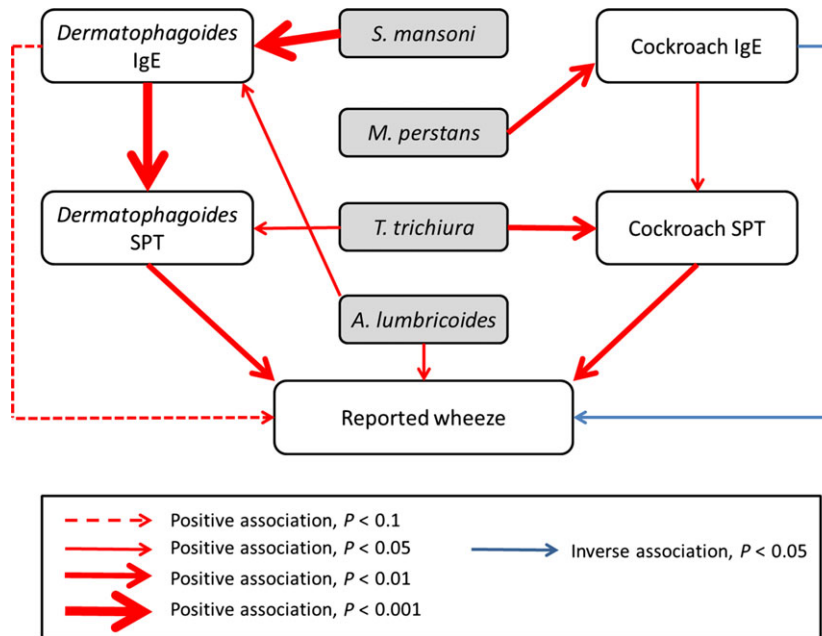 Dermatophagoides
IgE
S. mansoni
Cockroach IgE
M. perstans
Dermatophagoides
SPT
T. trichiura
Cockroach SPT
A. lumbricoides
Reported wheeze
Positive association, P < 0.1
Positive association, P < 0.05
Positive association, P < 0.01
Positive association, P < 0.001
Inverse association, P < 0.05